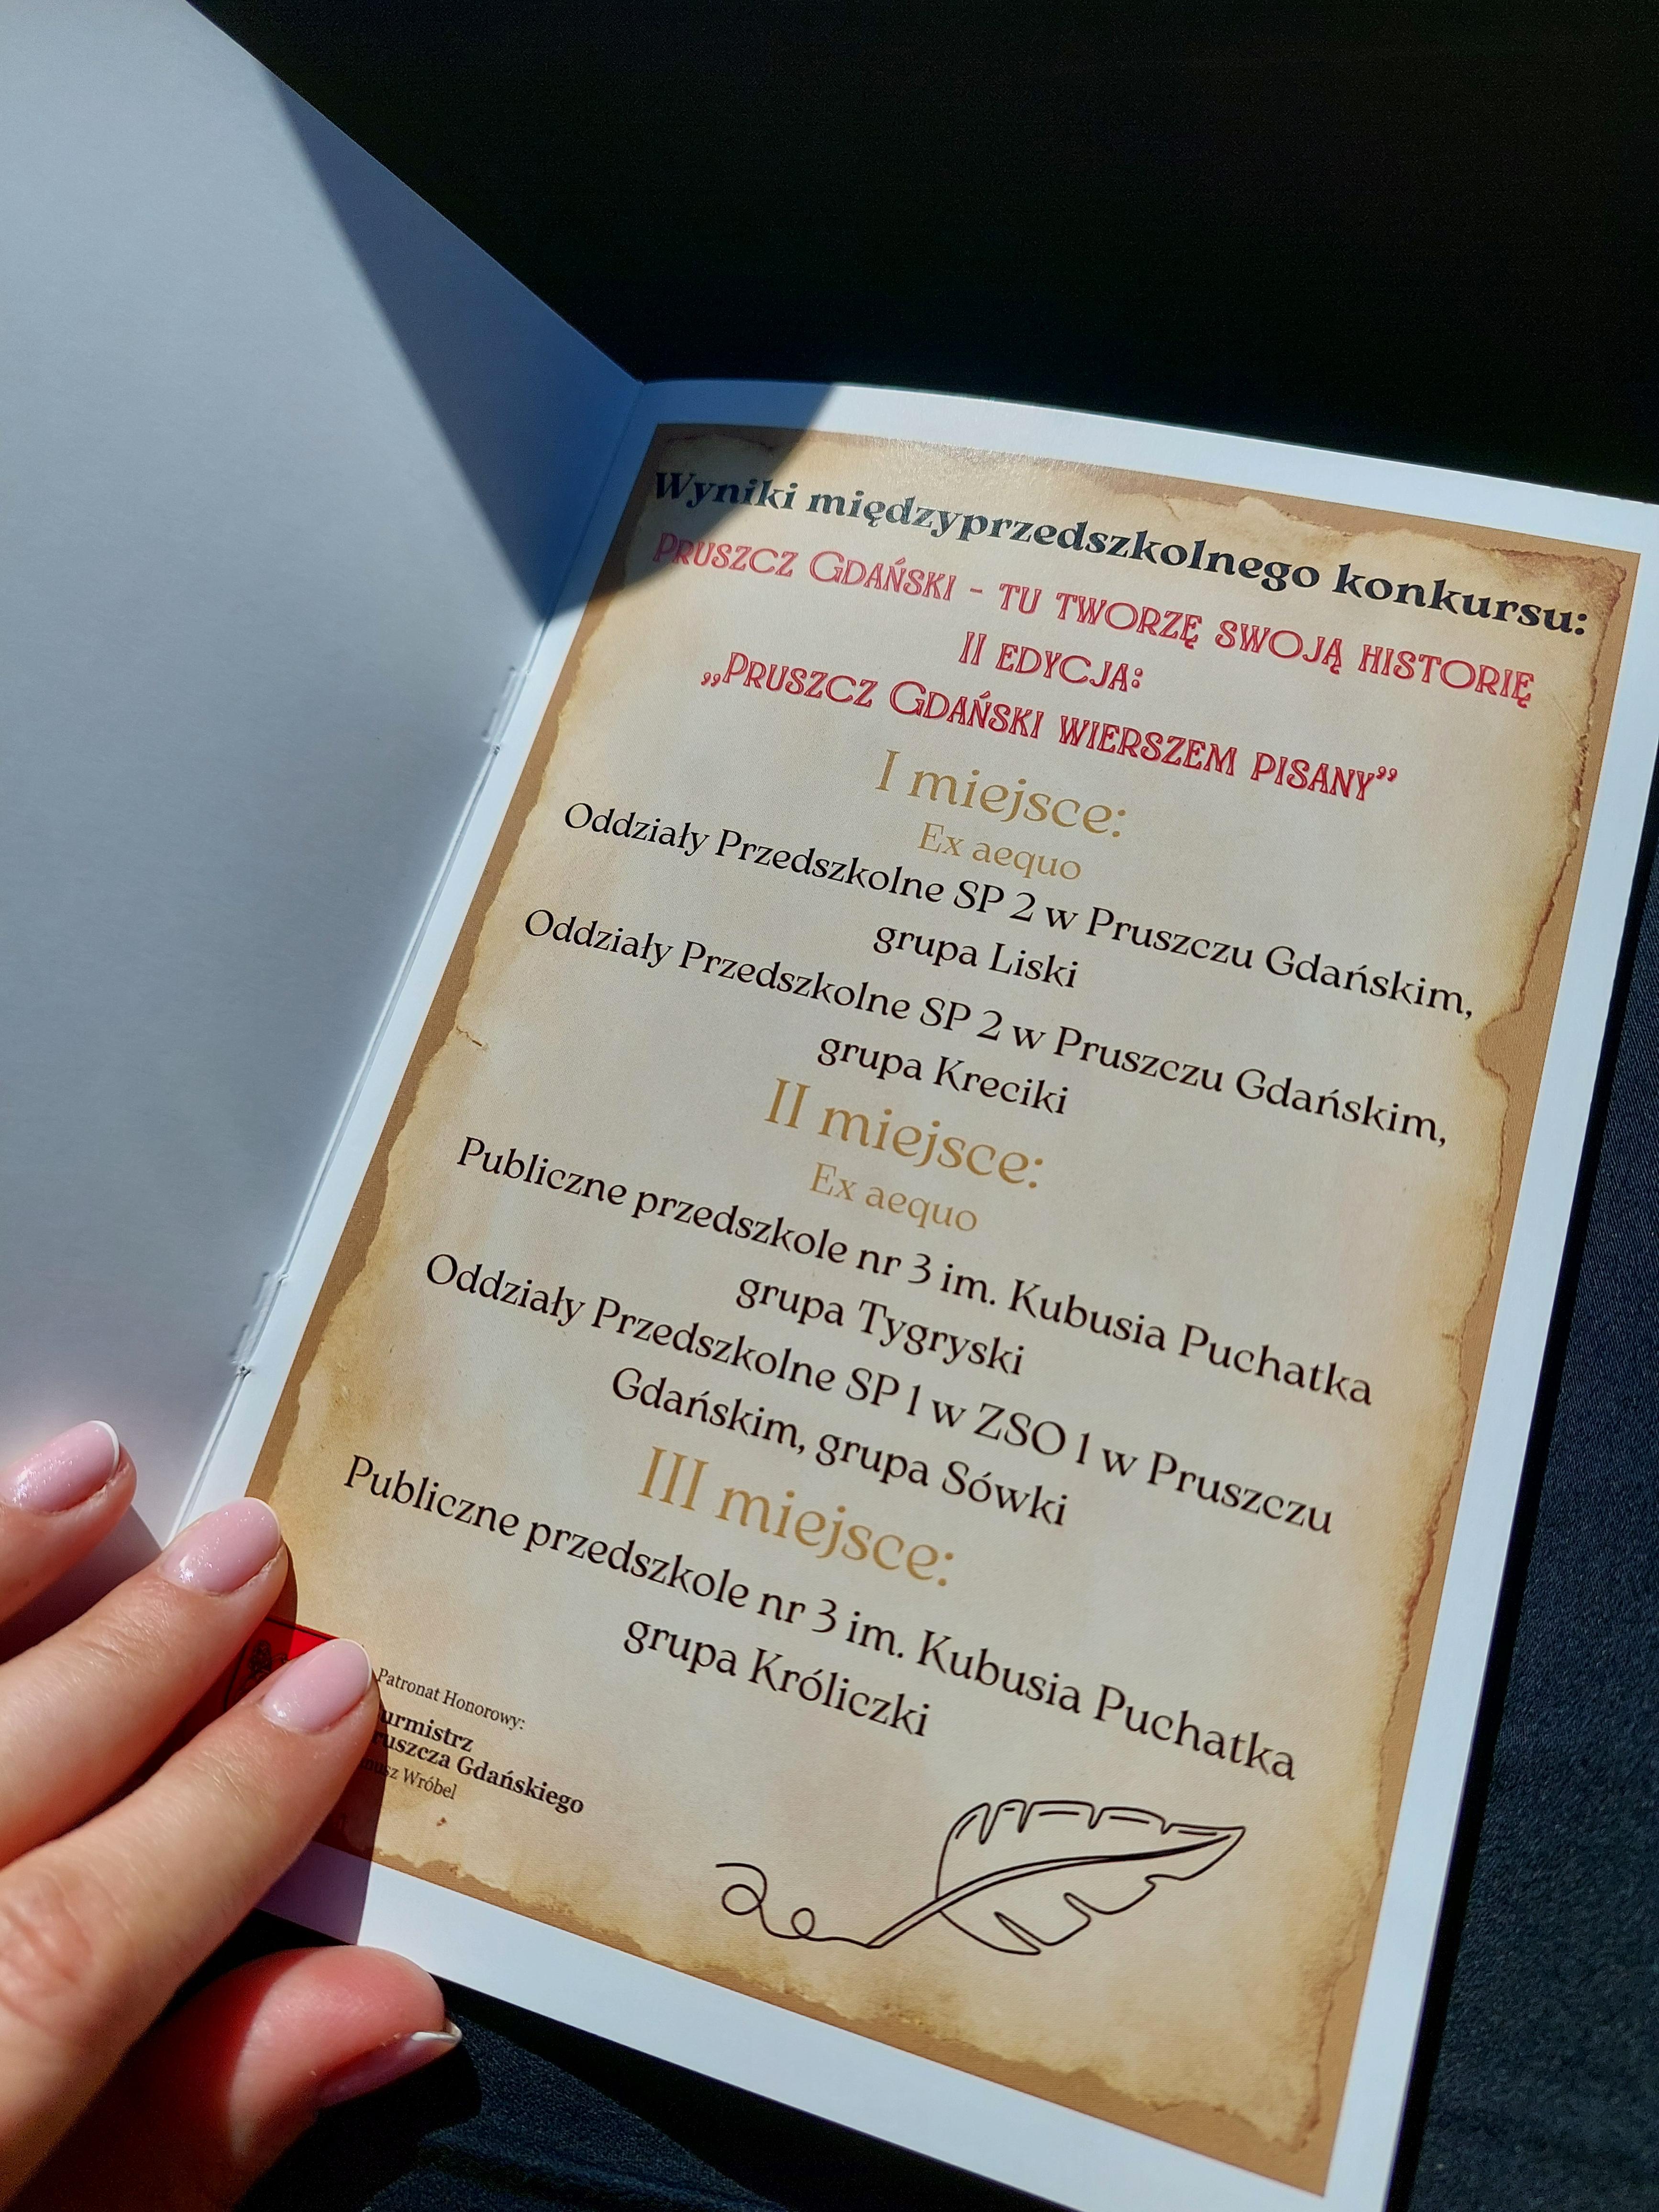 Wyniki międzyprzedszkolnego konkursu:
Pruszcz Gdański - tu tworzę swoją historię
II edycja:
„Pruszcz Gdański wierszem pisany”
I miejsce:
Ex aequo
Oddziały Przedszkolne SP 2 w Pruszczu Gdańskim,
grupa Liski
Oddziały Przedszkolne SP 2 w Pruszczu Gdańskim,
grupa Kreciki
II miejsce:
Ex aequo
Publiczne przedszkole nr 3 im. Kubusia Puchatka
grupa Tygryski
Oddziały Przedszkolne SP 1 w ZSO 1 w Pruszczu
Gdańskim, grupa Sówki
III miejsce:
Publiczne przedszkole nr 3 im. Kubusia Puchatka
grupa Króliczki
Patronat Honorowy:
Gdańskiego
Wróbel